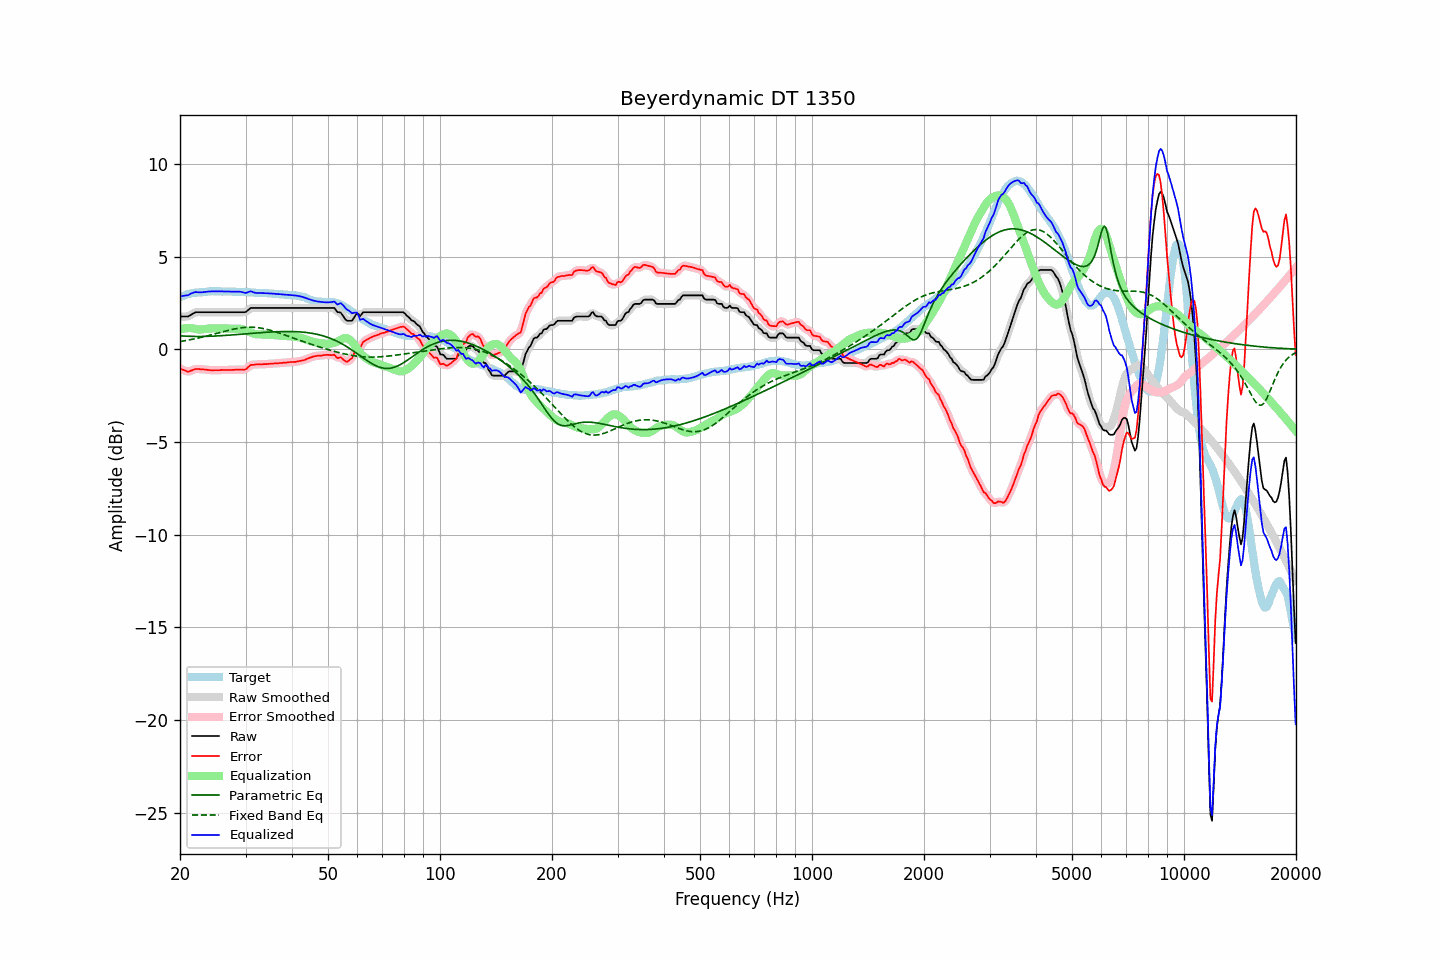 Beyerdynamic DT 1350
10
5
0
−5
−10
−15
−20
−25
Amplitude (dBr)
Target
Raw Smoothed
Error Smoothed
Raw
Error
Equalization
Parametric Eq
Fixed Band Eq
Equalized
20 50 100 200 500 1000 2000 5000 10000 20000
Frequency (Hz)